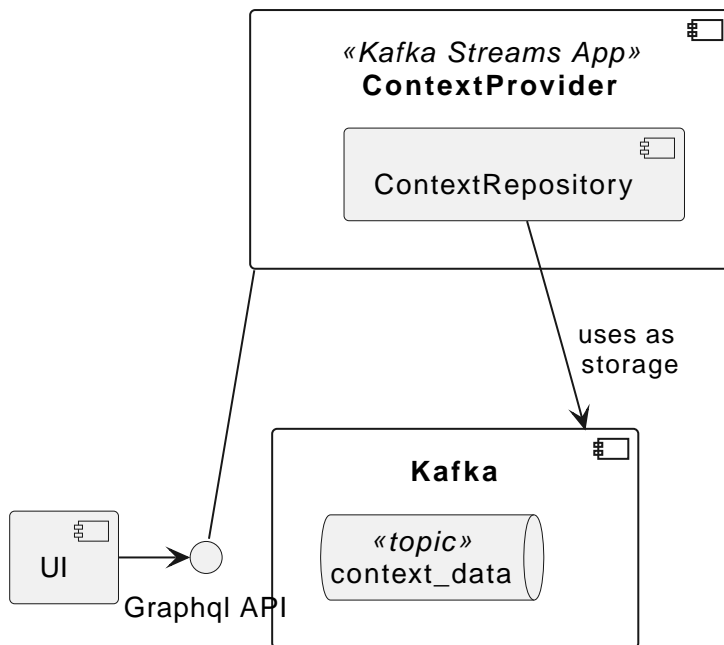 «Kafka Streams App»
ContextProvider
ContextRepository
uses as
storage
Kafka
«topic»
context_data
UI
Graphql API